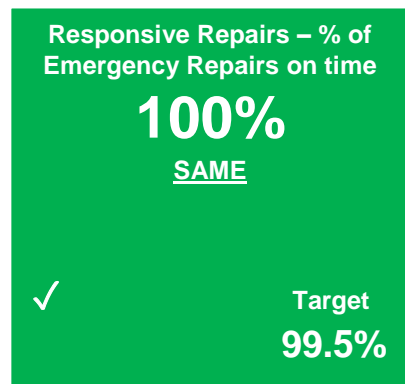 Responsive Repairs – % of
Emergency Repairs on time
100%
SAME
✓
Target
99.5%